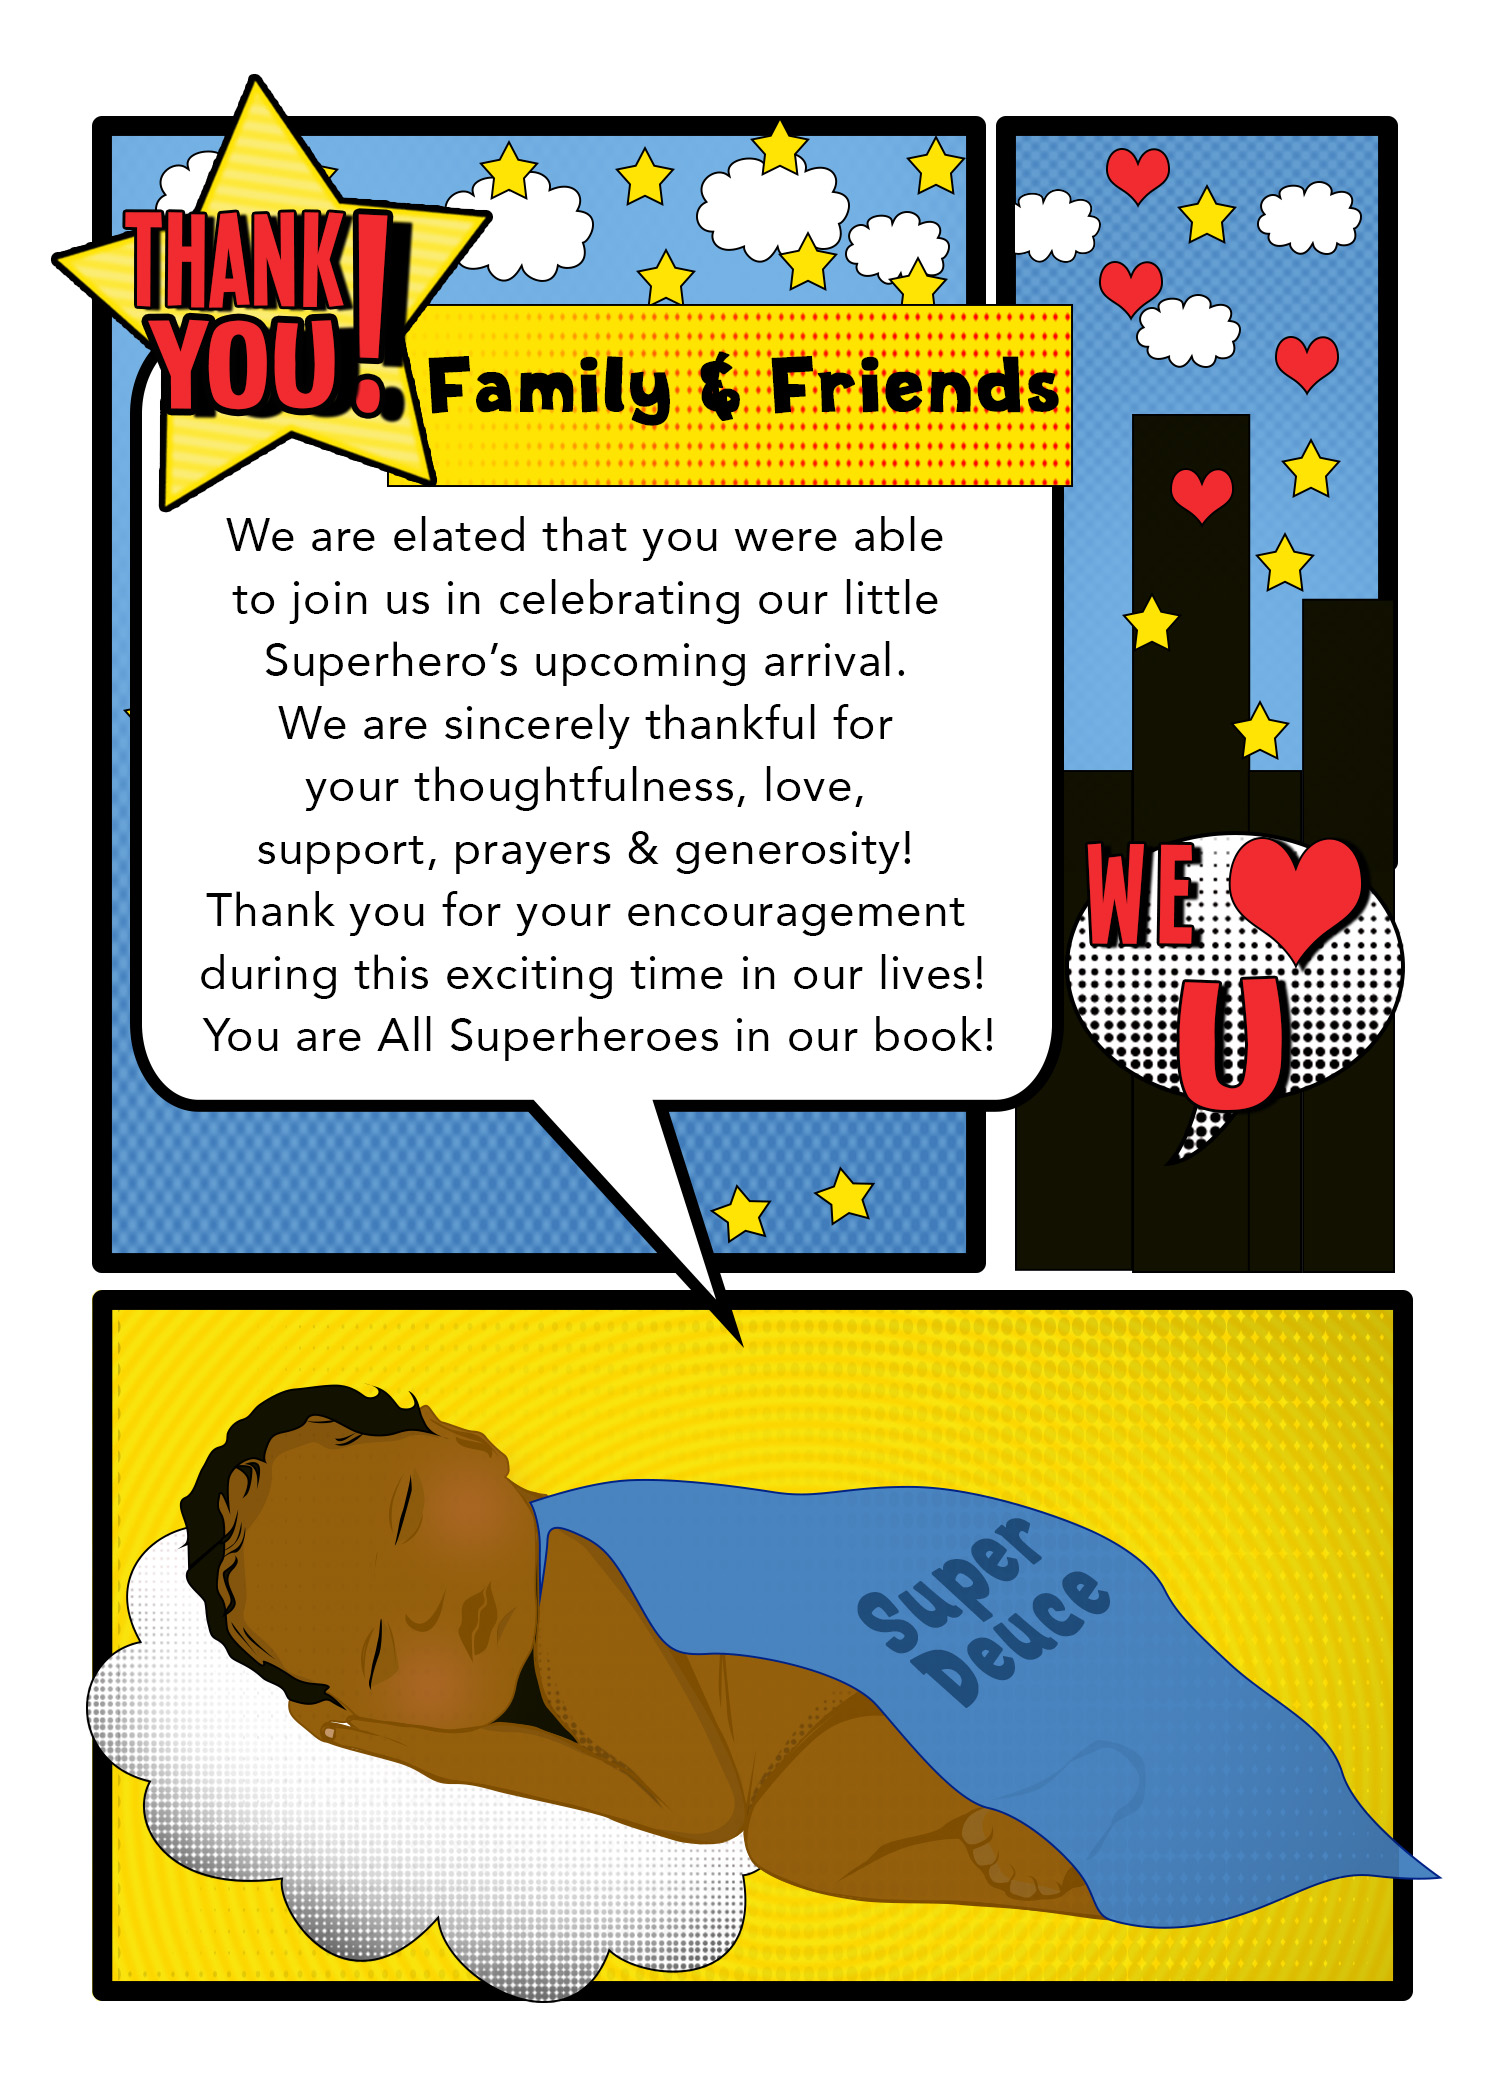 THANK
YOU!
Family & Friends
We are elated that you were able
to join us in celebrating our little
Superhero’s upcoming arrival.
We are sincerely thankful for
your thoughtfulness, love,
support, prayers & generosity!
Thank you for your encouragement
during this exciting time in our lives!
You are All Superheroes in our book!
WE ♥
U
Super
Deuce